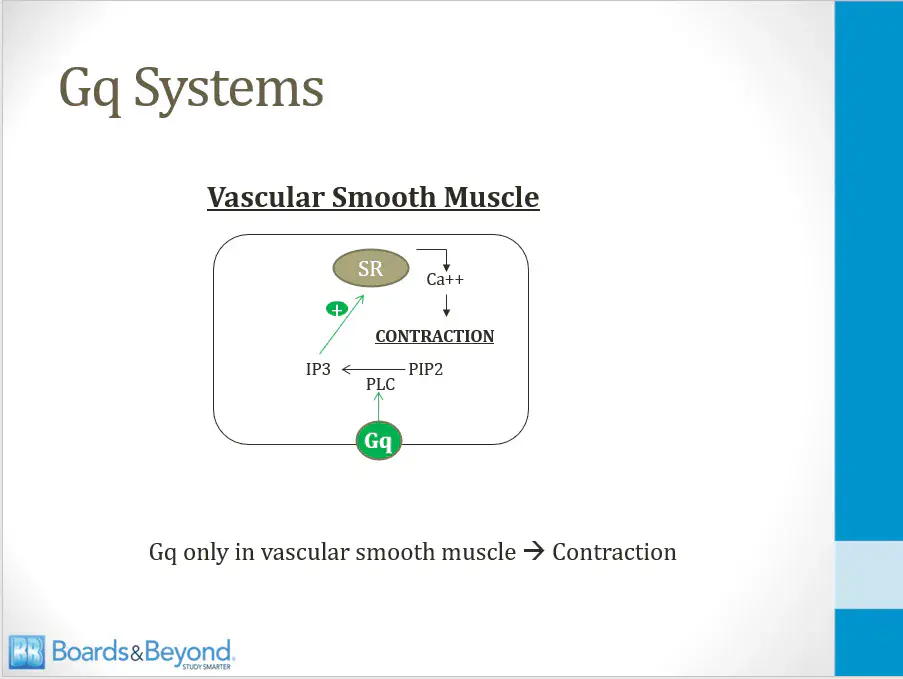 Gq Systems
Vascular Smooth Muscle
SR
Ca++
+
CONTRACTION
IP3
PIP2
PLC
Gq
Gq only in vascular smooth muscle → Contraction
BB Boards&Beyond.
STUDY SMARTER